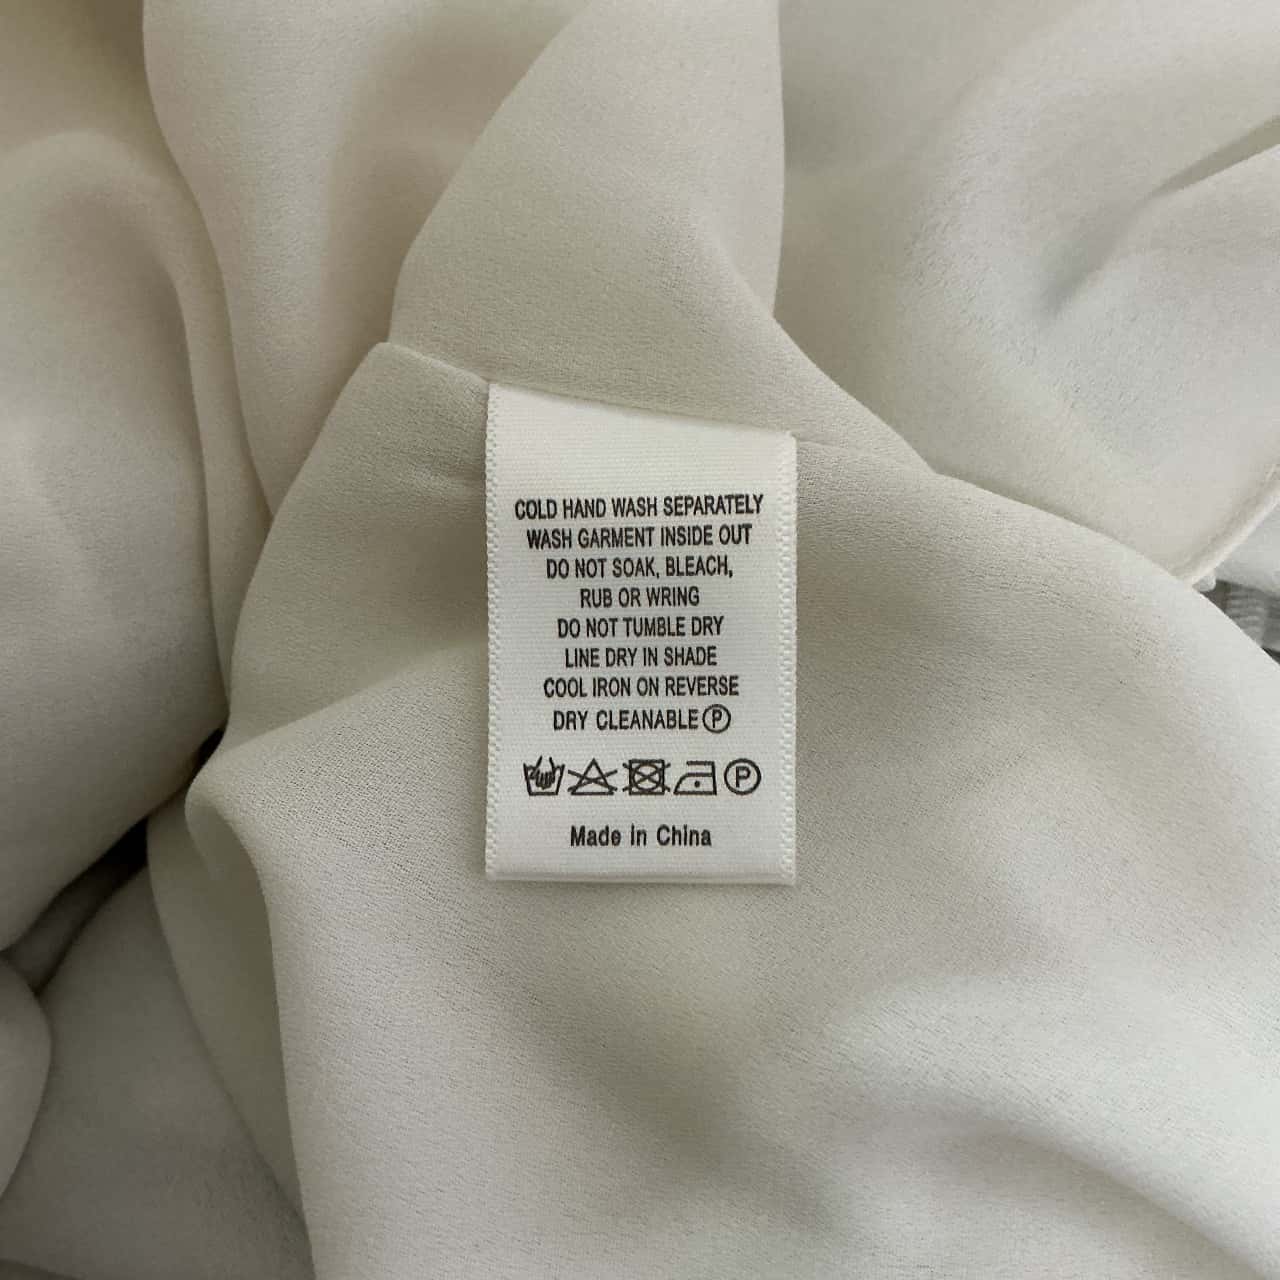 COLD HAND WASH SEPARATELY
WASH GARMENT INSIDE OUT
DO NOT SOAK, BLEACH,
RUB OR WRING
DO NOT TUMBLE DRY
LINE DRY IN SHADE
COOL IRON ON REVERSE
DRY CLEANABLE Ⓟ
Ⓟ
Made in China